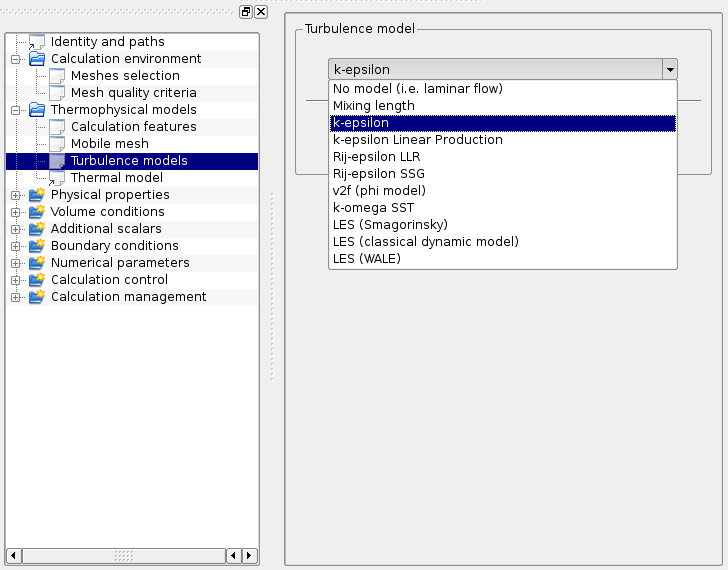 Identity and paths
Calculation environment
Meshes selection
Mesh quality criteria
Thermophysical models
Calculation features
Mobile mesh
Turbulence models
Thermal model
Physical properties
Volume conditions
Additional scalars
Boundary conditions
Numerical parameters
Calculation control
Calculation management
Turbulence model
k-epsilon
No model (i.e. laminar flow)
Mixing length
k-epsilon
k-epsilon Linear Production
Rij-epsilon LLR
Rij-epsilon SSG
v2f (phi model)
k-omega SST
LES (Smagorinsky)
LES (classical dynamic model)
LES (WALE)